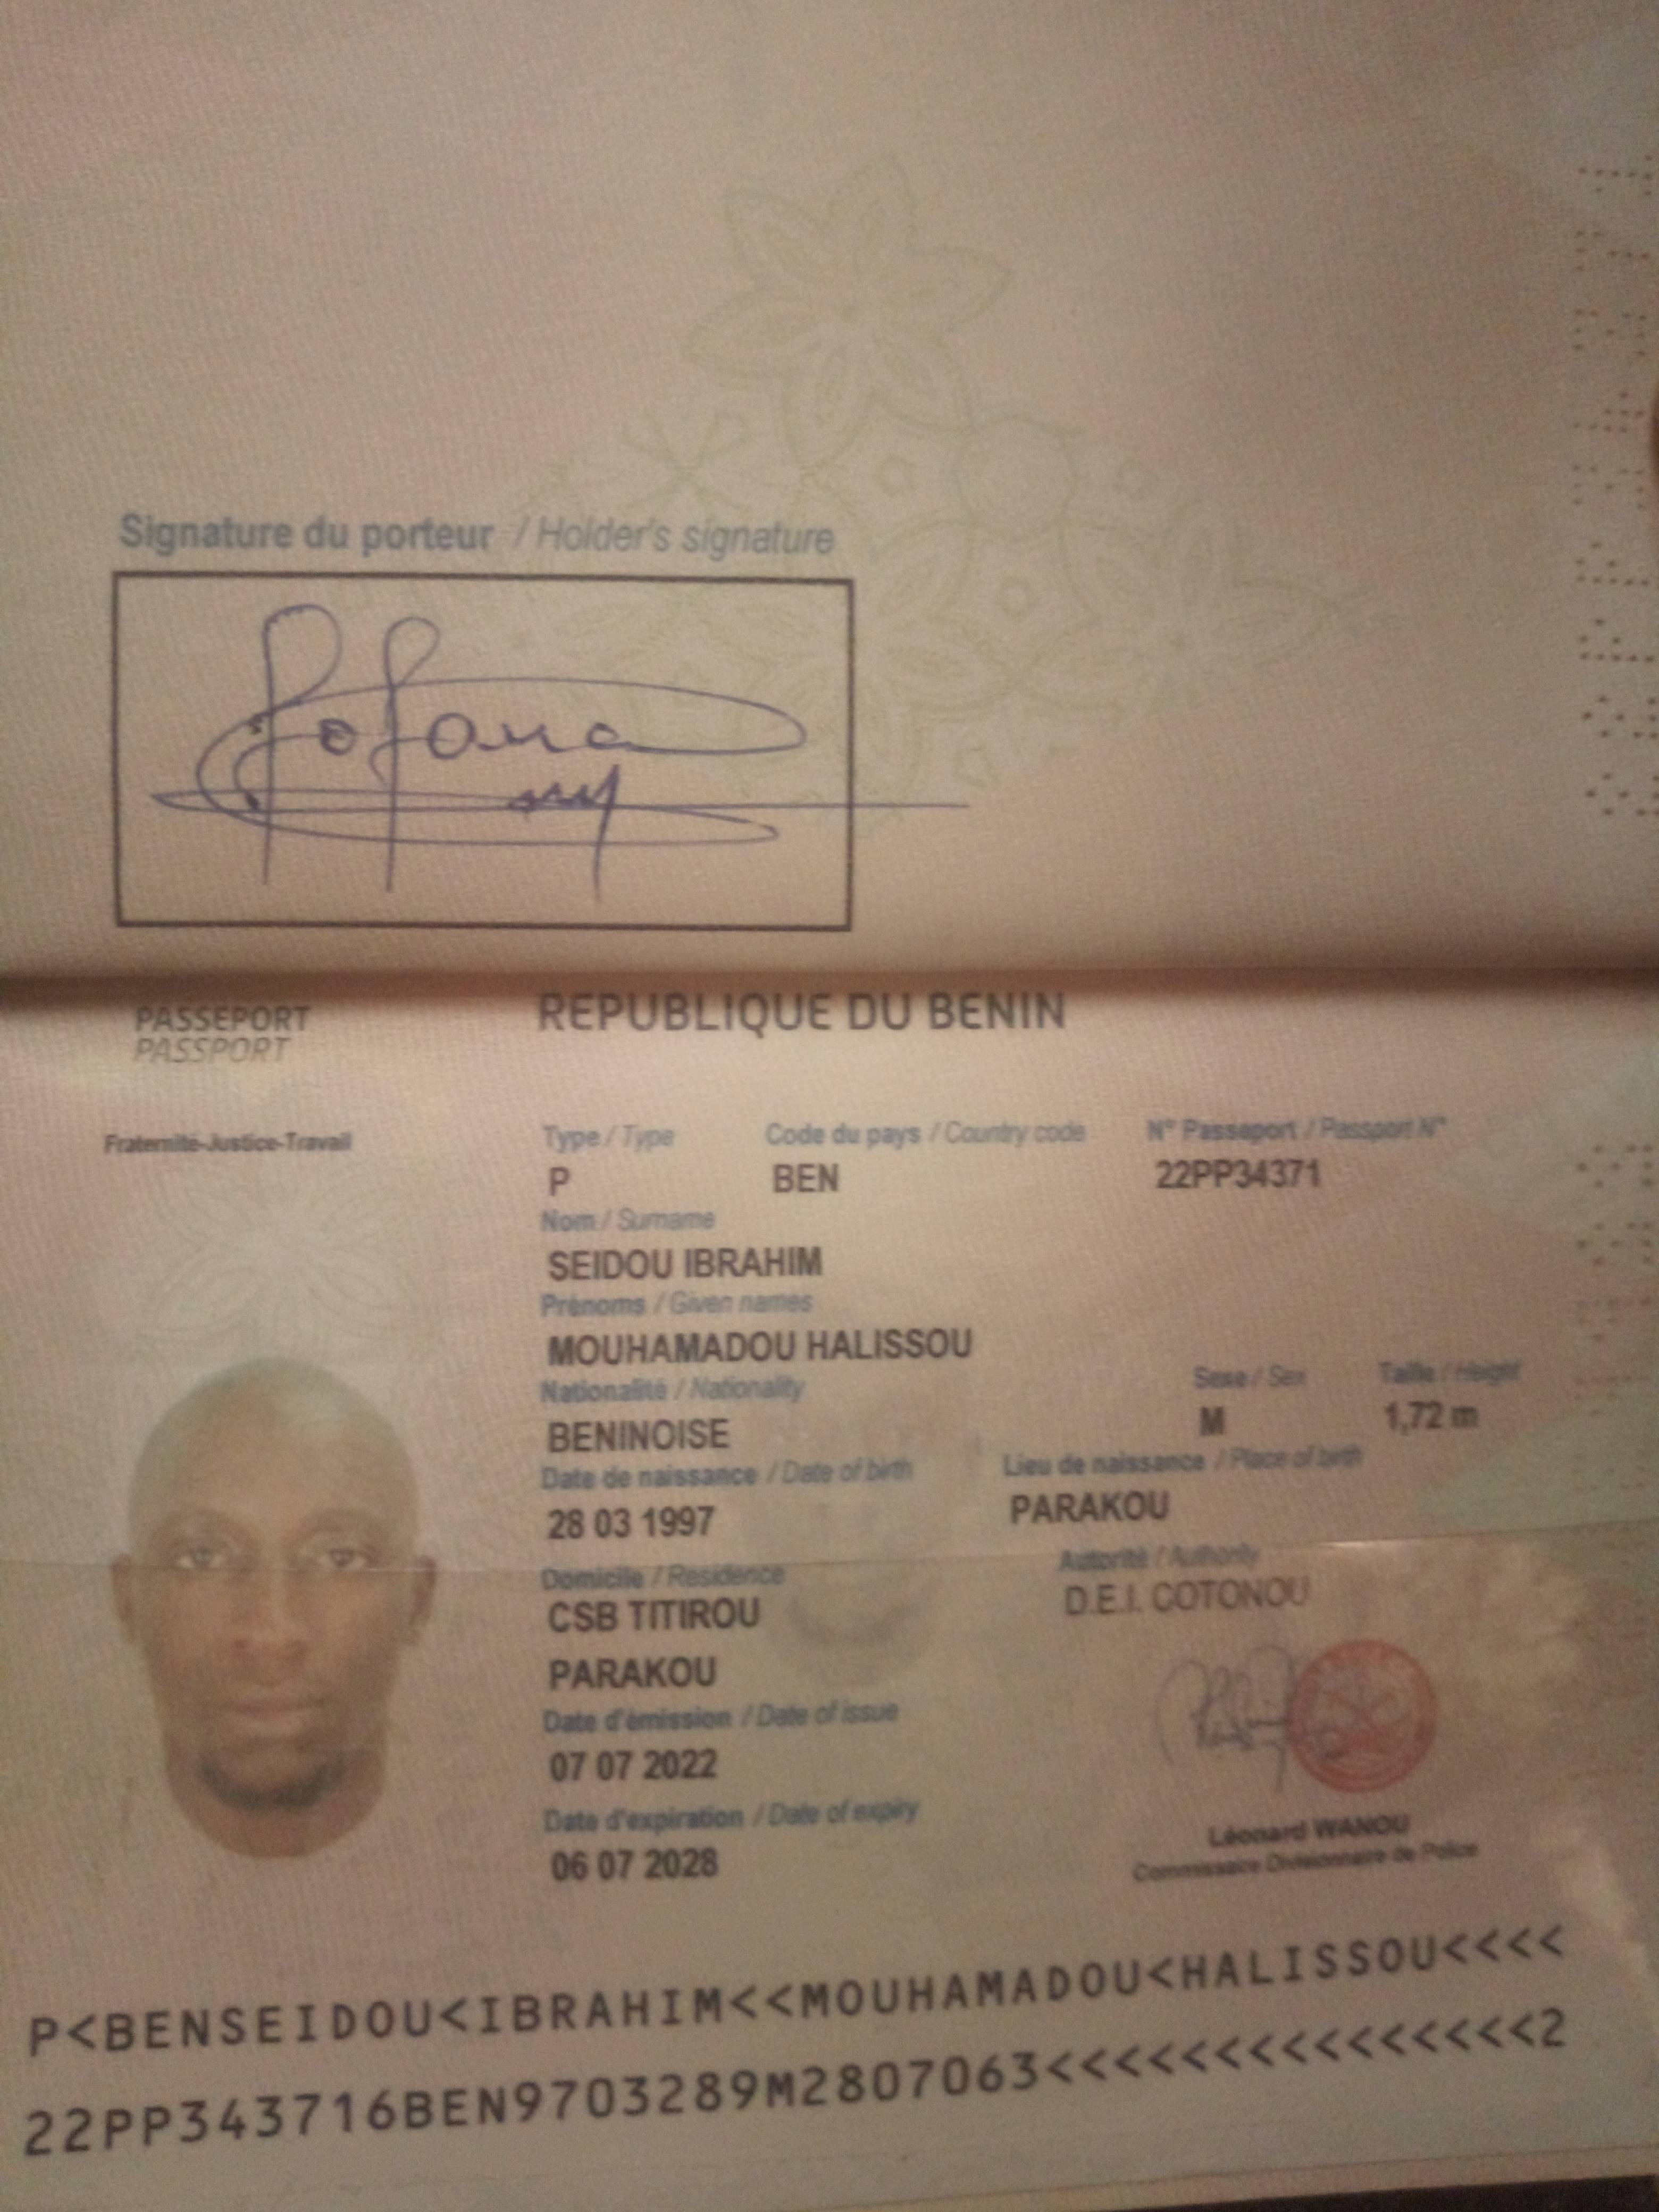 Signature du porteur / Holder's signature
PASSEPORT
PASSPORT
REPUBLIQUE DU BENIN
Fraternité-Justice-Travail
Type / Type Code du pays / Country code N° Passeport / Passport N°
P BEN 22PP34371
Nom / Surname
SEIDOU IBRAHIM
Prénoms / Given names
MOUHAMADOU HALISSOU
Nationalité / Nationality Sexe / Sex Taille / Height
BENINOISE M 1,72 m
Date de naissance / Date of birth Lieu de naissance / Place of birth
28 03 1997 PARAKOU
Domicile / Residence Autorité / Authority
CSB TITIROU D.E.I. COTONOU
PARAKOU
Date d'émission / Date of issue
07 07 2022
Date d'expiration / Date of expiry
06 07 2028
Léonard WANOU
Commissaire Divisionnaire de Police
P<BENSEIDOU<IBRAHIM<<MOUHAMADOU<HALISSOU<<<<
22PP343716BEN9703289M2807063<<<<<<<<<<<<<<<2